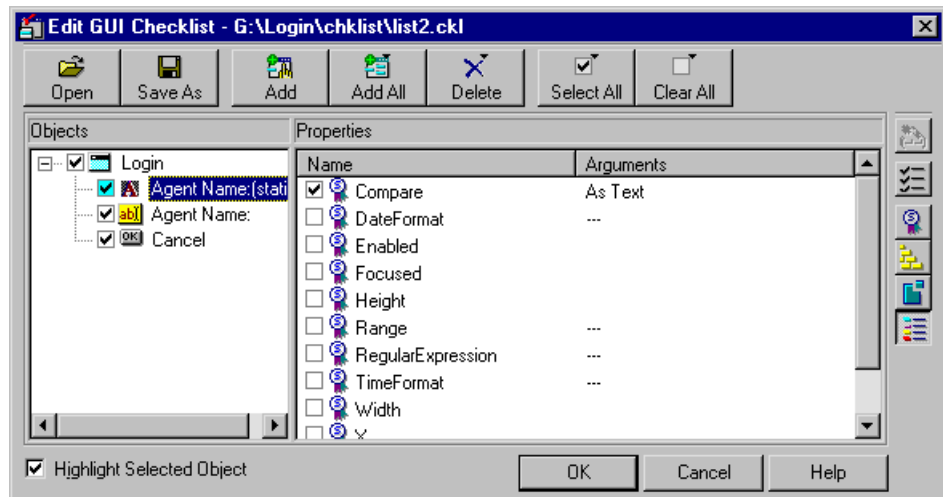 Edit GUI Checklist - G:\Login\chklist\list2.ckl
Open Save As Add Add All Delete Select All Clear All
Objects Properties
Name Arguments
Login
Agent Name:(stati
Agent Name:
Cancel
Compare As Text
DateFormat ---
Enabled
Focused
Height
Range ---
RegularExpression ---
TimeFormat ---
Width
X
Highlight Selected Object
OK Cancel Help